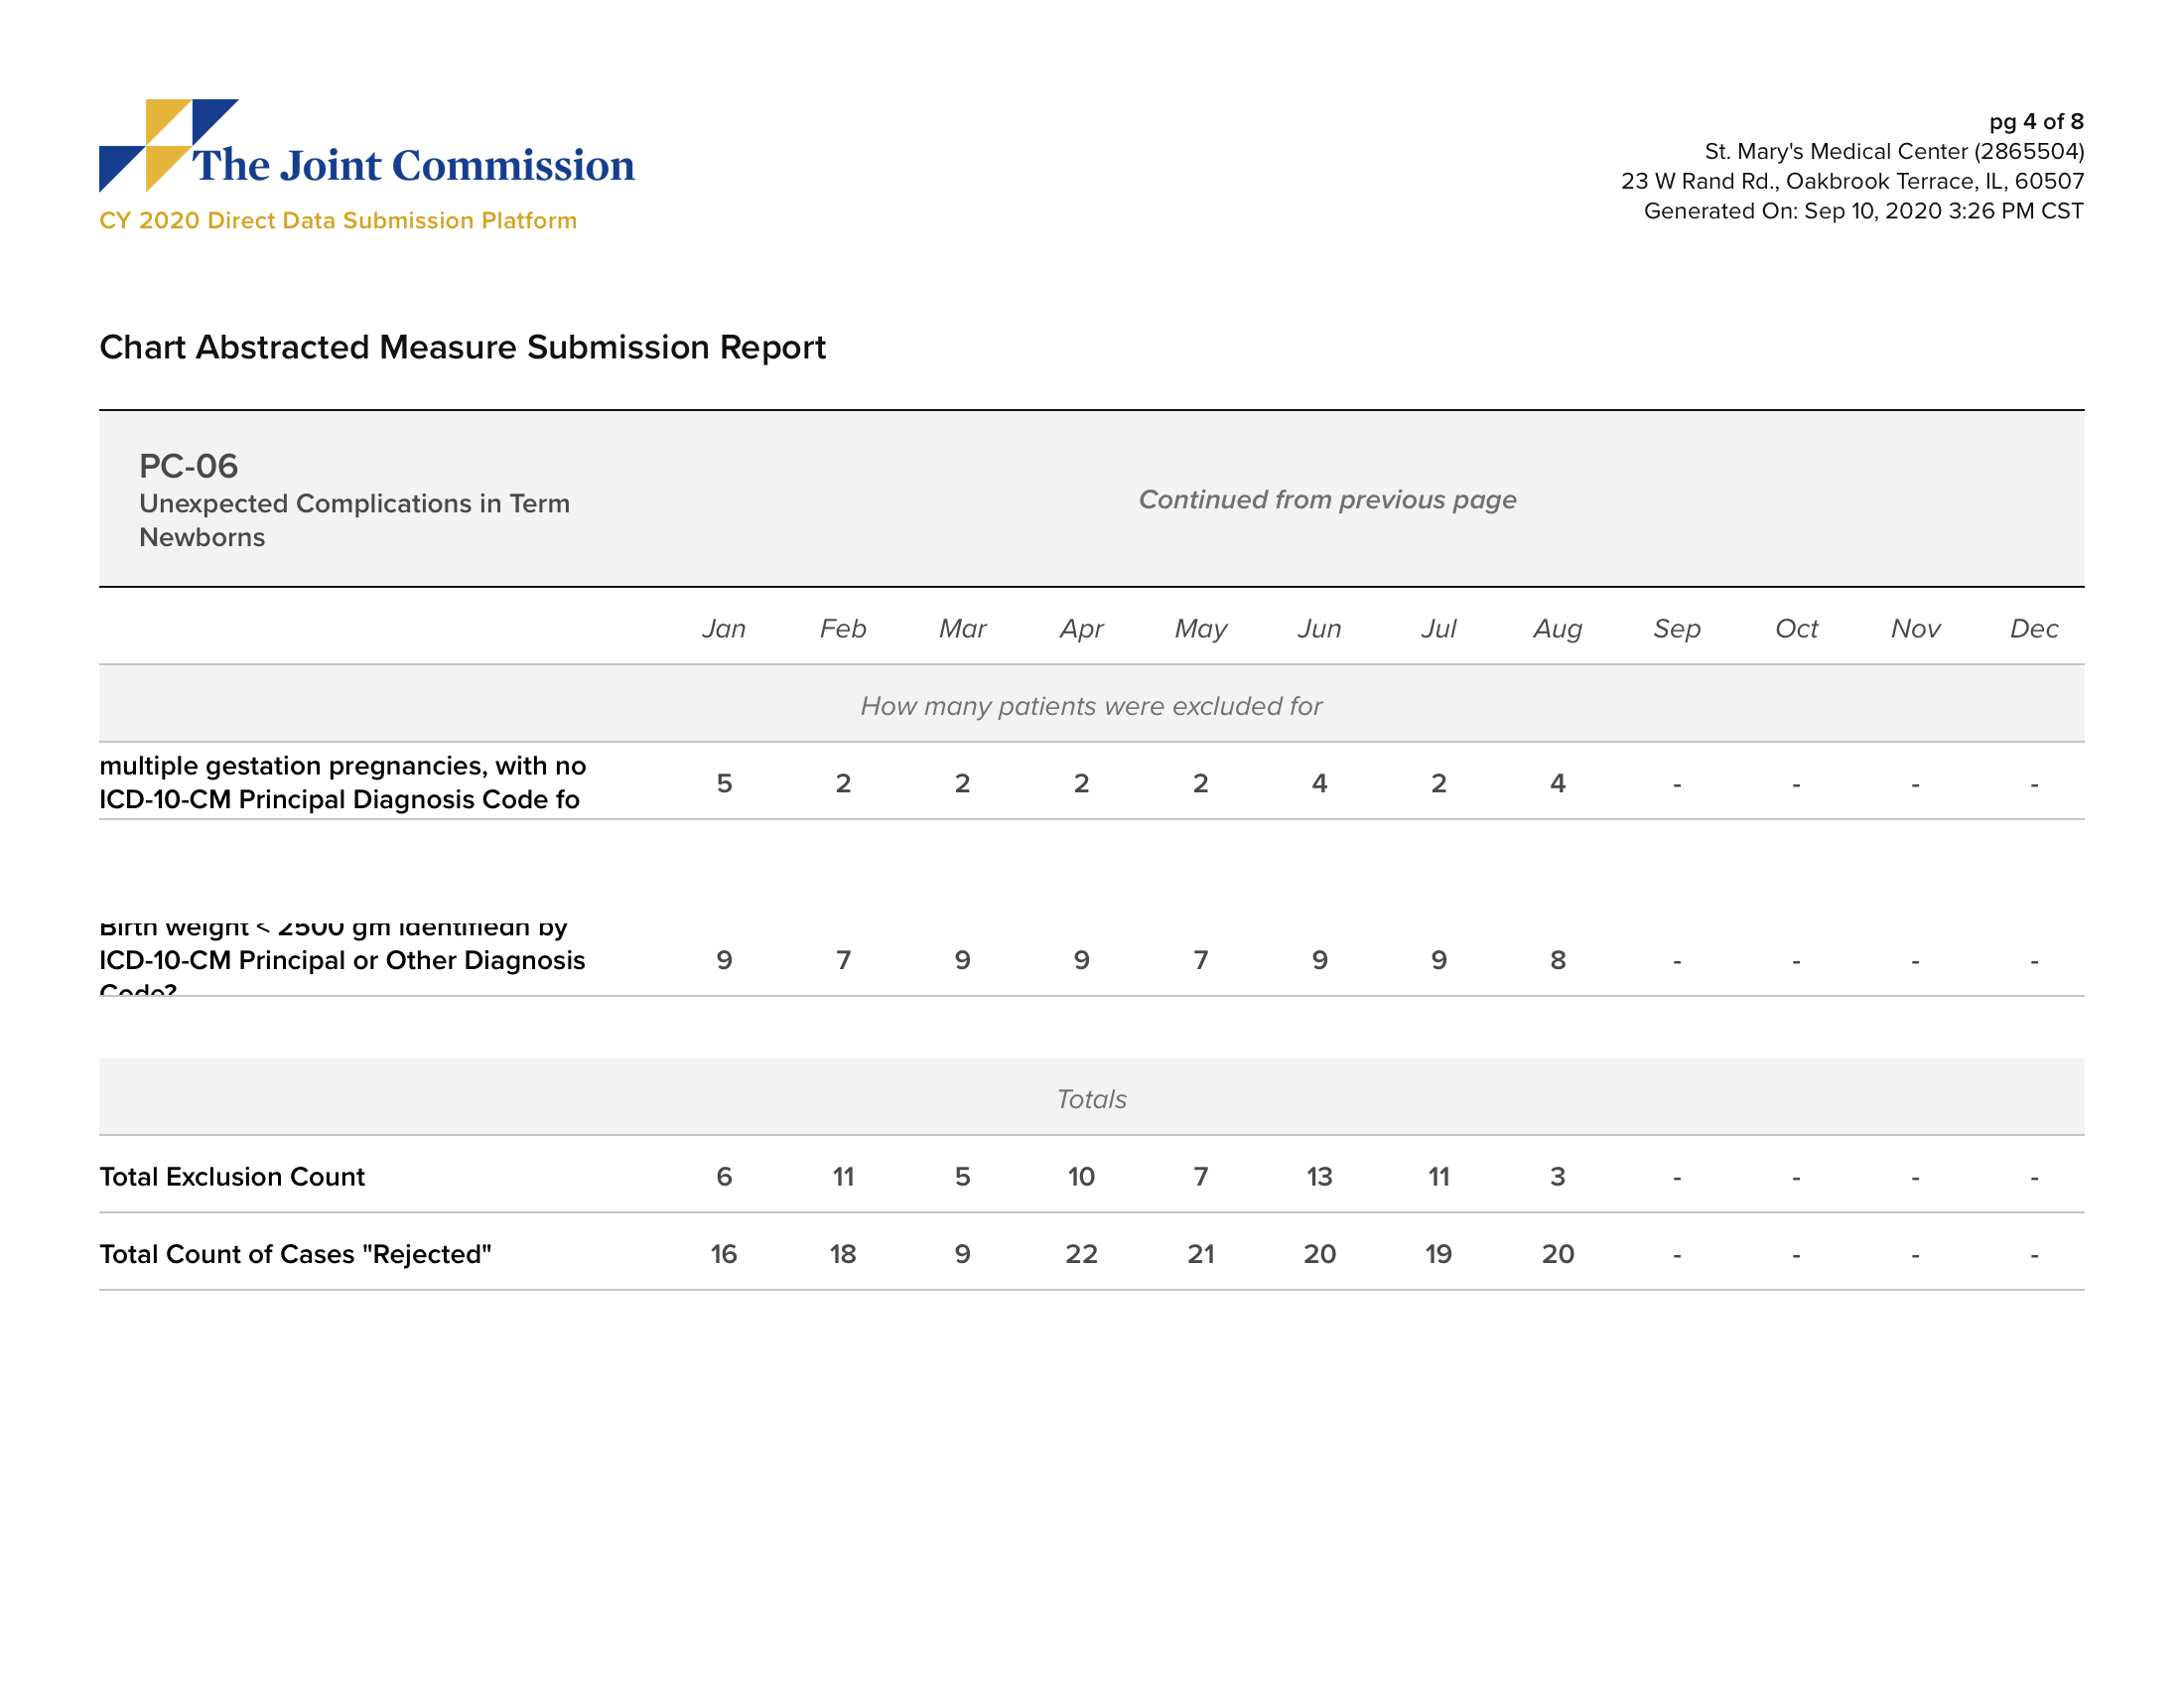 The Joint Commission
CY 2020 Direct Data Submission Platform
pg 4 of 8
St. Mary's Medical Center (2865504)
23 W Rand Rd., Oakbrook Terrace, IL, 60507
Generated On: Sep 10, 2020 3:26 PM CST
Chart Abstracted Measure Submission Report
PC-06
Unexpected Complications in Term
Newborns
Continued from previous page
Jan Feb Mar Apr May Jun Jul Aug Sep Oct Nov Dec
How many patients were excluded for
multiple gestation pregnancies, with no
ICD-10-CM Principal Diagnosis Code fo
5 2 2 2 2 4 2 4 - - - -
Birth weight < 2500 gm identifiedn by
ICD-10-CM Principal or Other Diagnosis
Code?
9 7 9 9 7 9 9 8 - - - -
Totals
Total Exclusion Count 6 11 5 10 7 13 11 3 - - - -
Total Count of Cases "Rejected" 16 18 9 22 21 20 19 20 - - - -